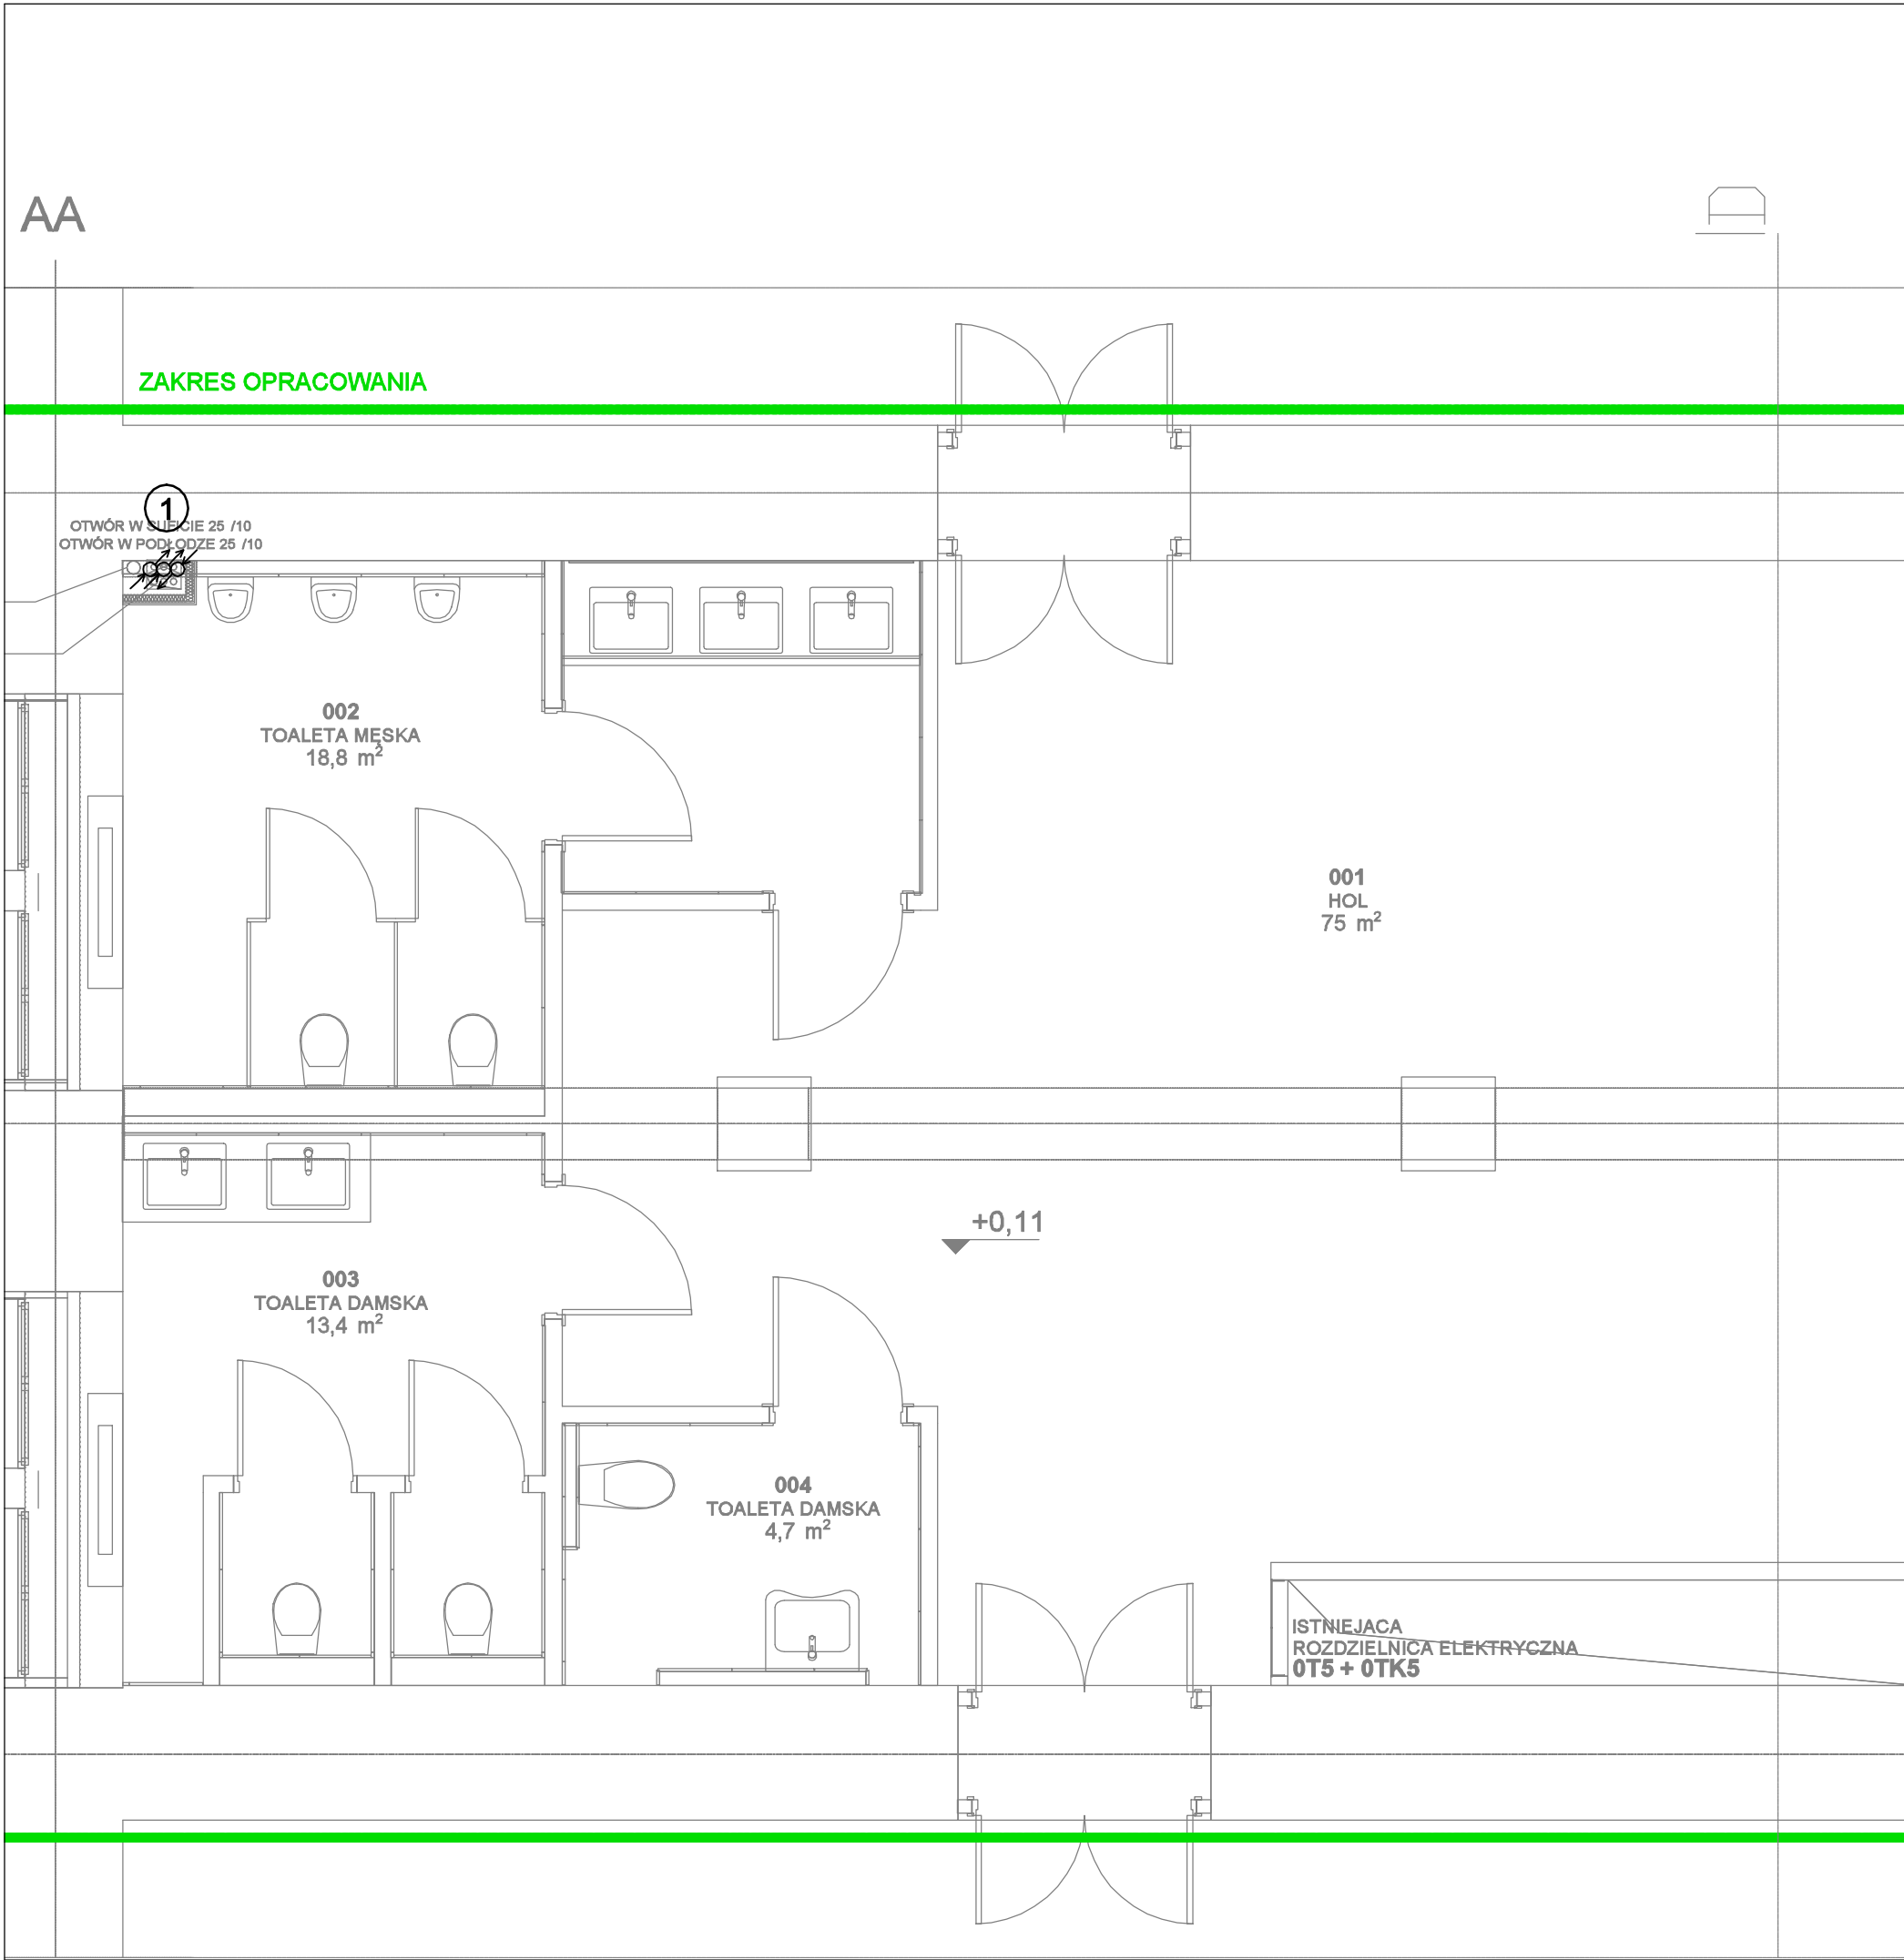 AA
ZAKRES OPRACOWANIA
1
OTWÓR W SUFICIE 25 /10
OTWÓR W PODŁODZE 25 /10
002
TOALETA MĘSKA
18,8 m²
001
HOL
75 m²
+0,11
003
TOALETA DAMSKA
13,4 m²
004
TOALETA DAMSKA
4,7 m²
ISTNIEJACA
ROZDZIELNICA ELEKTRYCZNA
0T5 + 0TK5